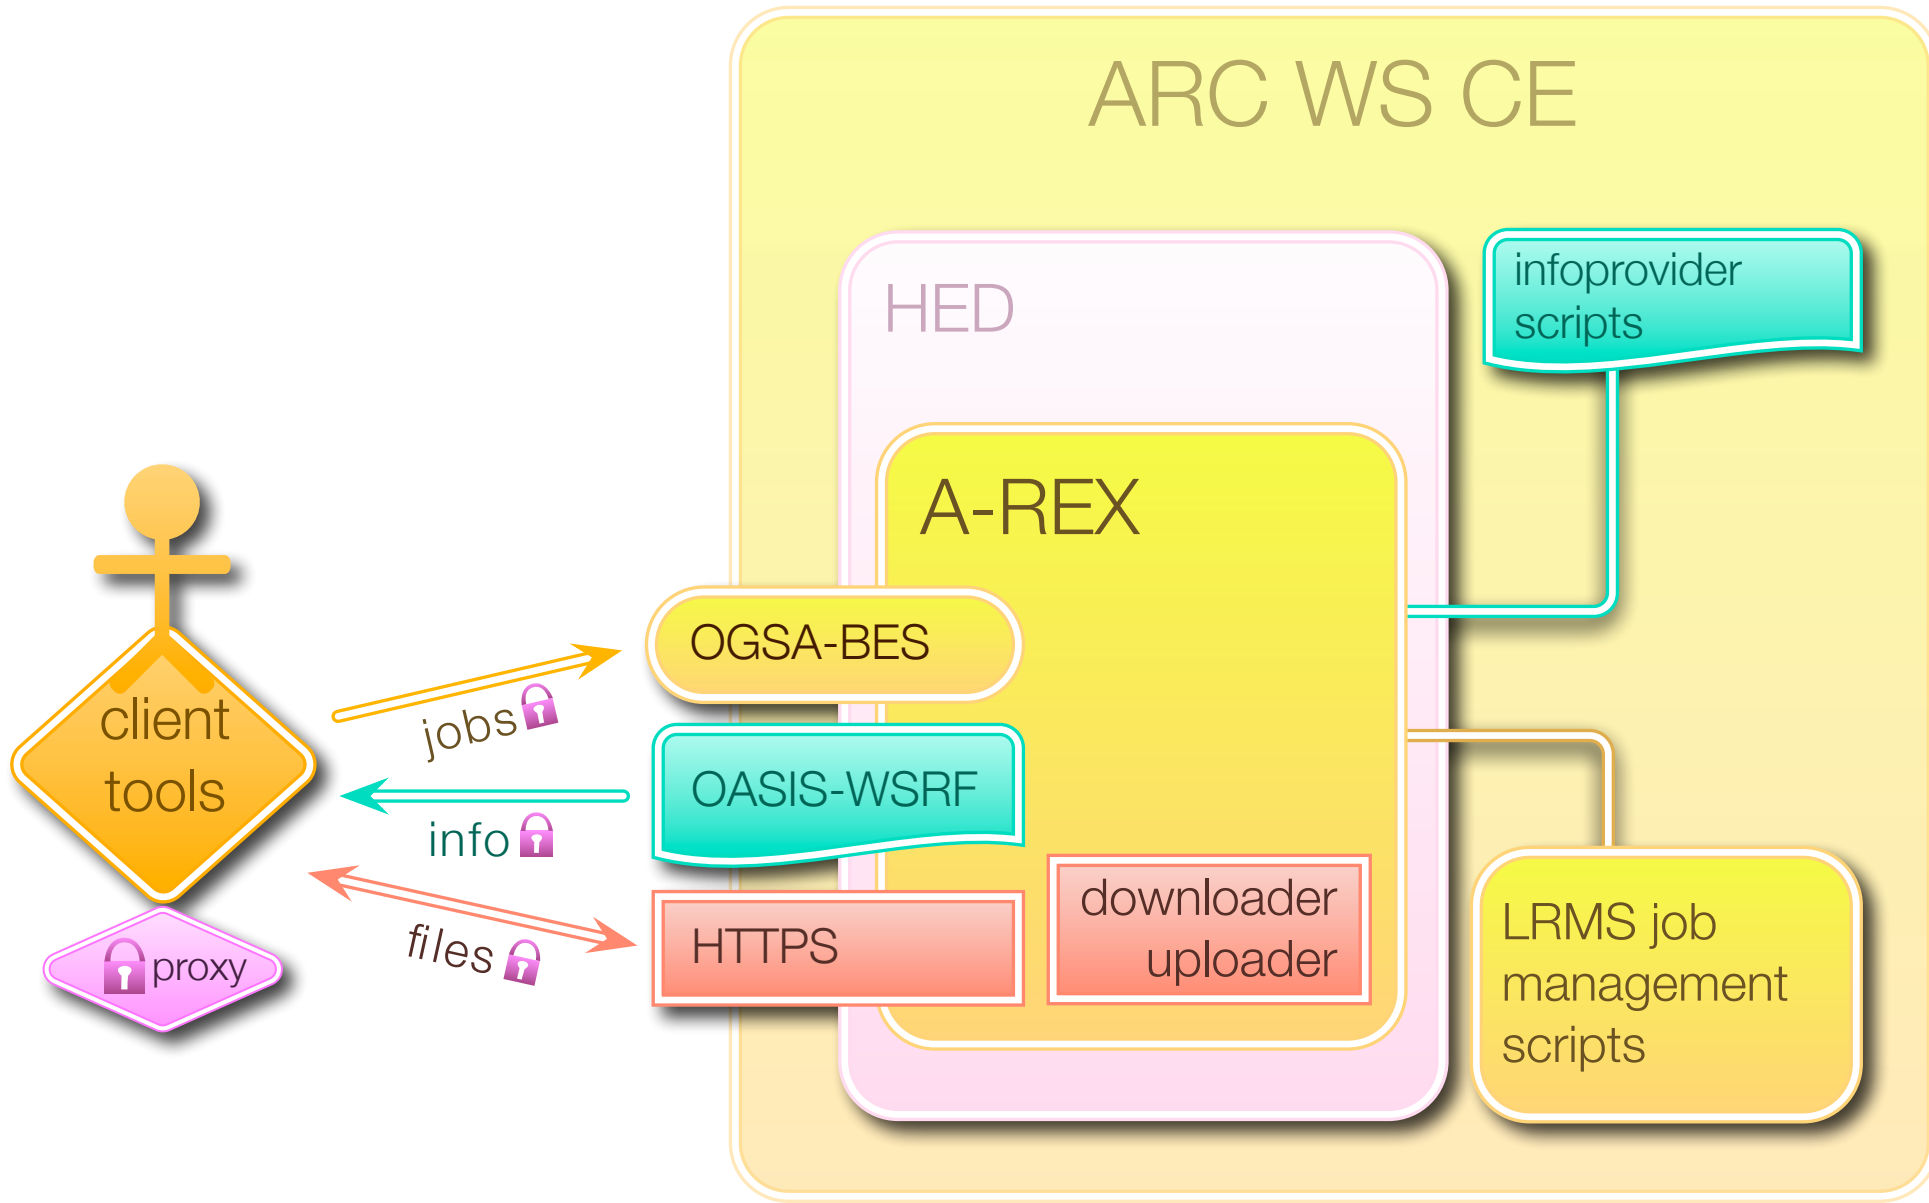 ARC WS CE
HED
infoprovider
scripts
A-REX
OGSA-BES
client
tools
jobs
OASIS-WSRF
info
files
HTTPS
downloader
uploader
LRMS job
management
scripts
proxy